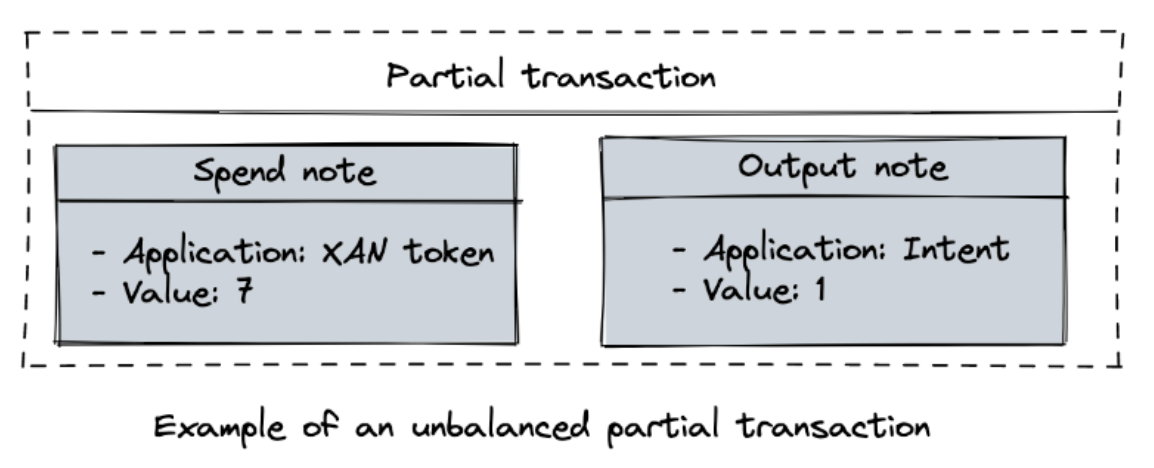 Partial transaction
Spend note
- Application: XAN token
- Value: 7
Output note
- Application: Intent
- Value: 1
Example of an unbalanced partial transaction